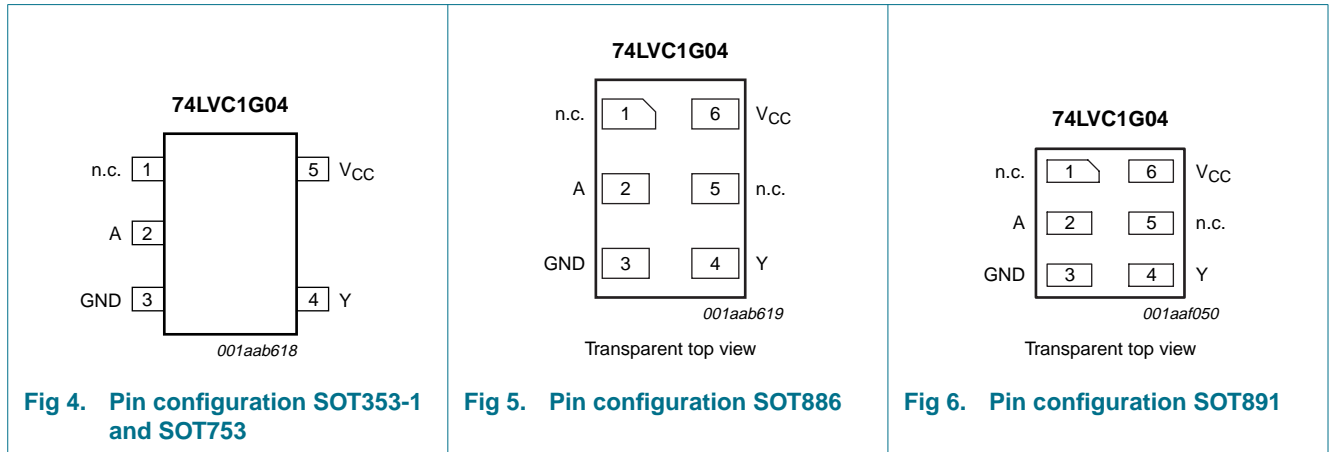 74LVC1G04
n.c. 1
5 VCC
A 2
GND 3
4 Y
001aab618
Fig 4. Pin configuration SOT353-1
and SOT753
74LVC1G04
n.c. 1 6 VCC
A 2 5 n.c.
GND 3 4 Y
001aab619
Transparent top view
Fig 5. Pin configuration SOT886
74LVC1G04
n.c. 1 6 VCC
A 2 5 n.c.
GND 3 4 Y
001aaf050
Transparent top view
Fig 6. Pin configuration SOT891